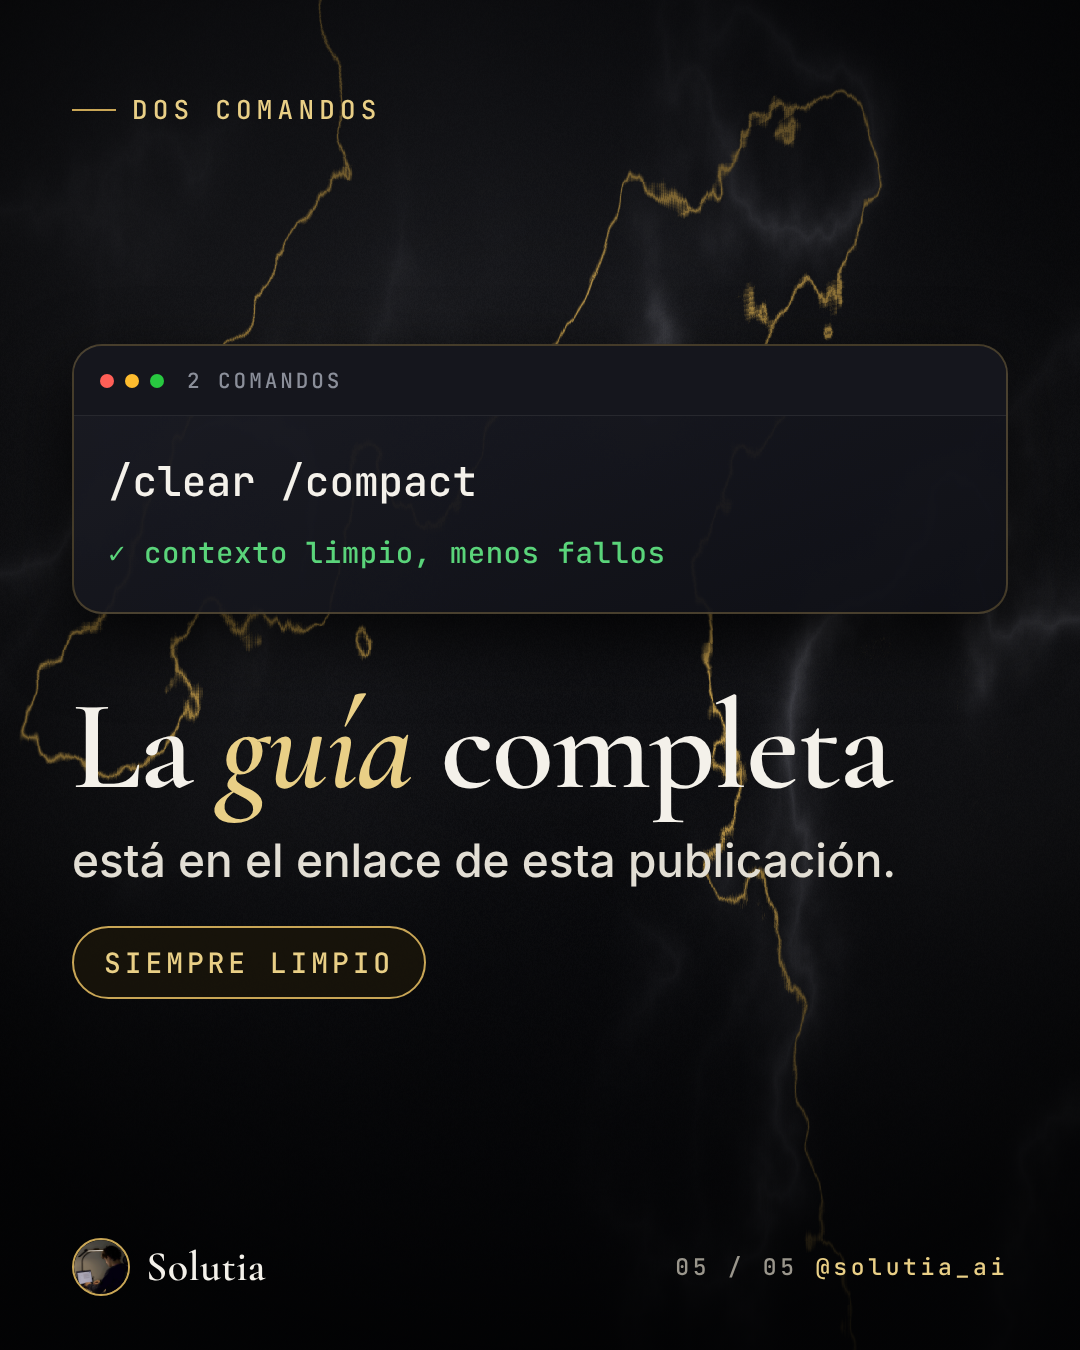 DOS COMANDOS
2 COMANDOS
/clear /compact
✓ contexto limpio, menos fallos
La guía completa
está en el enlace de esta publicación.
SIEMPRE LIMPIO
Solutia
05 / 05 @solutia_ai